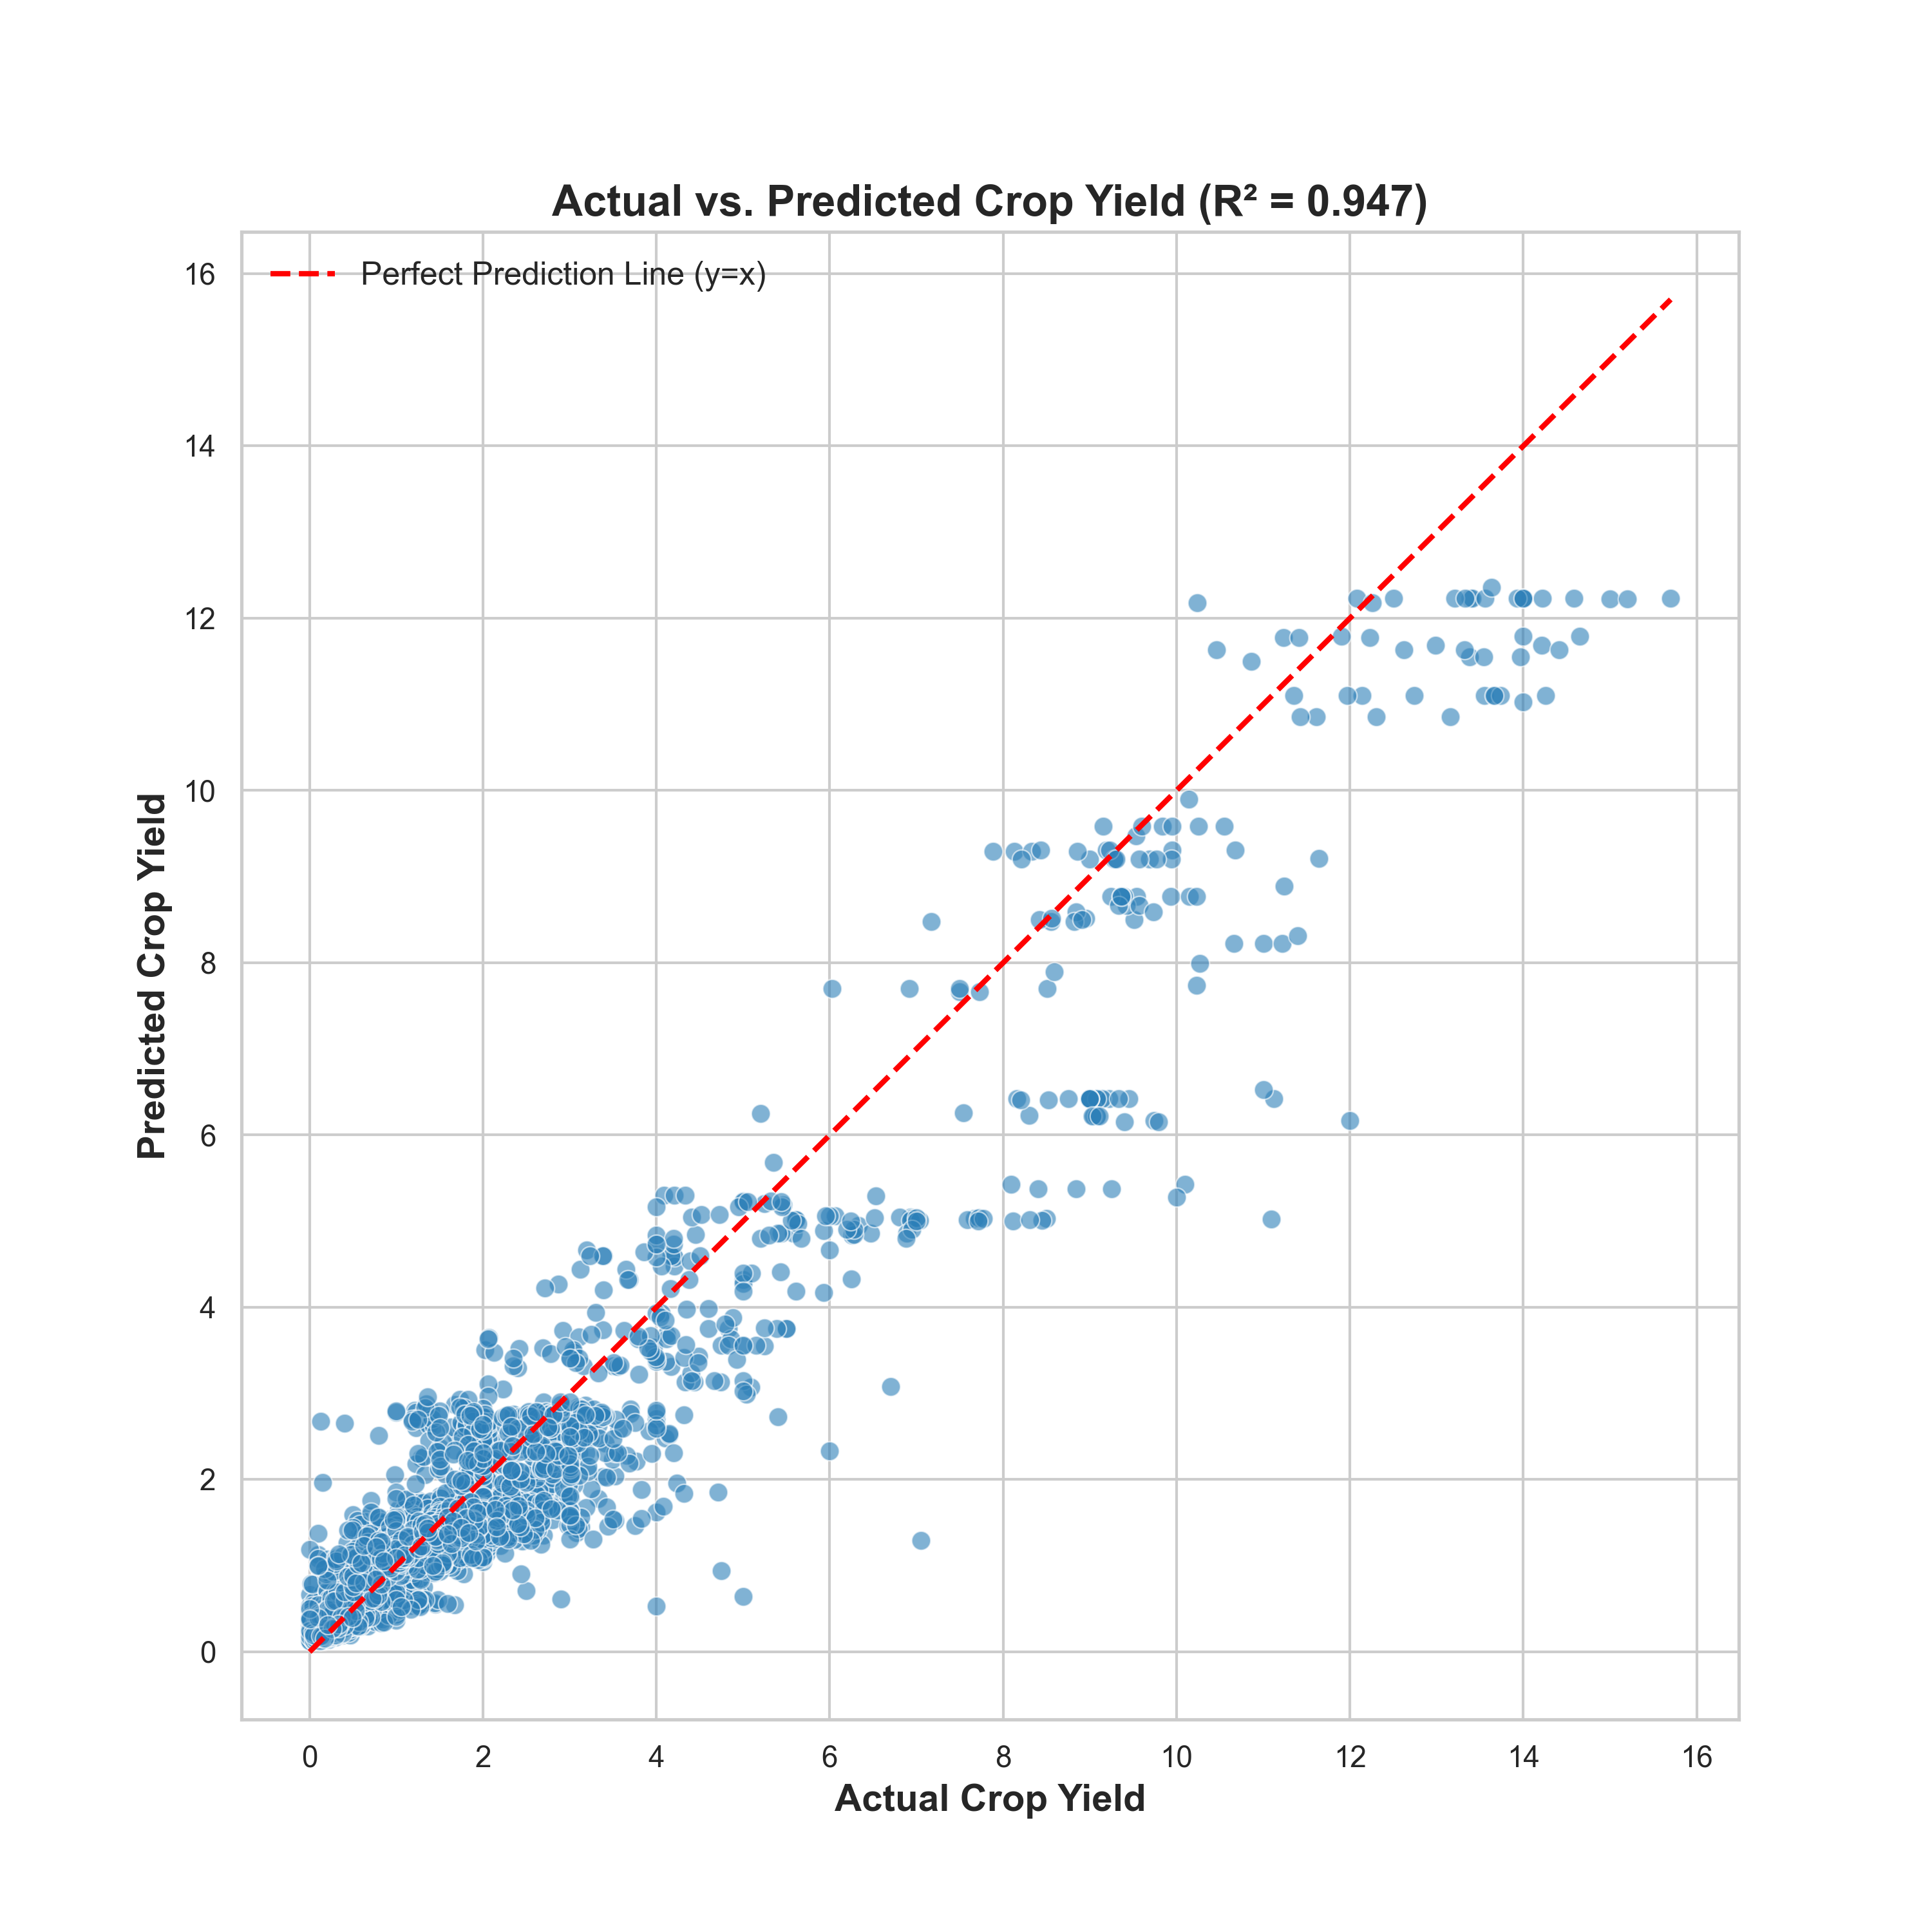 Actual vs. Predicted Crop Yield (R² = 0.947)
Perfect Prediction Line (y=x)
16
14
12
10
8
6
4
2
0
Predicted Crop Yield
0 2 4 6 8 10 12 14 16
Actual Crop Yield